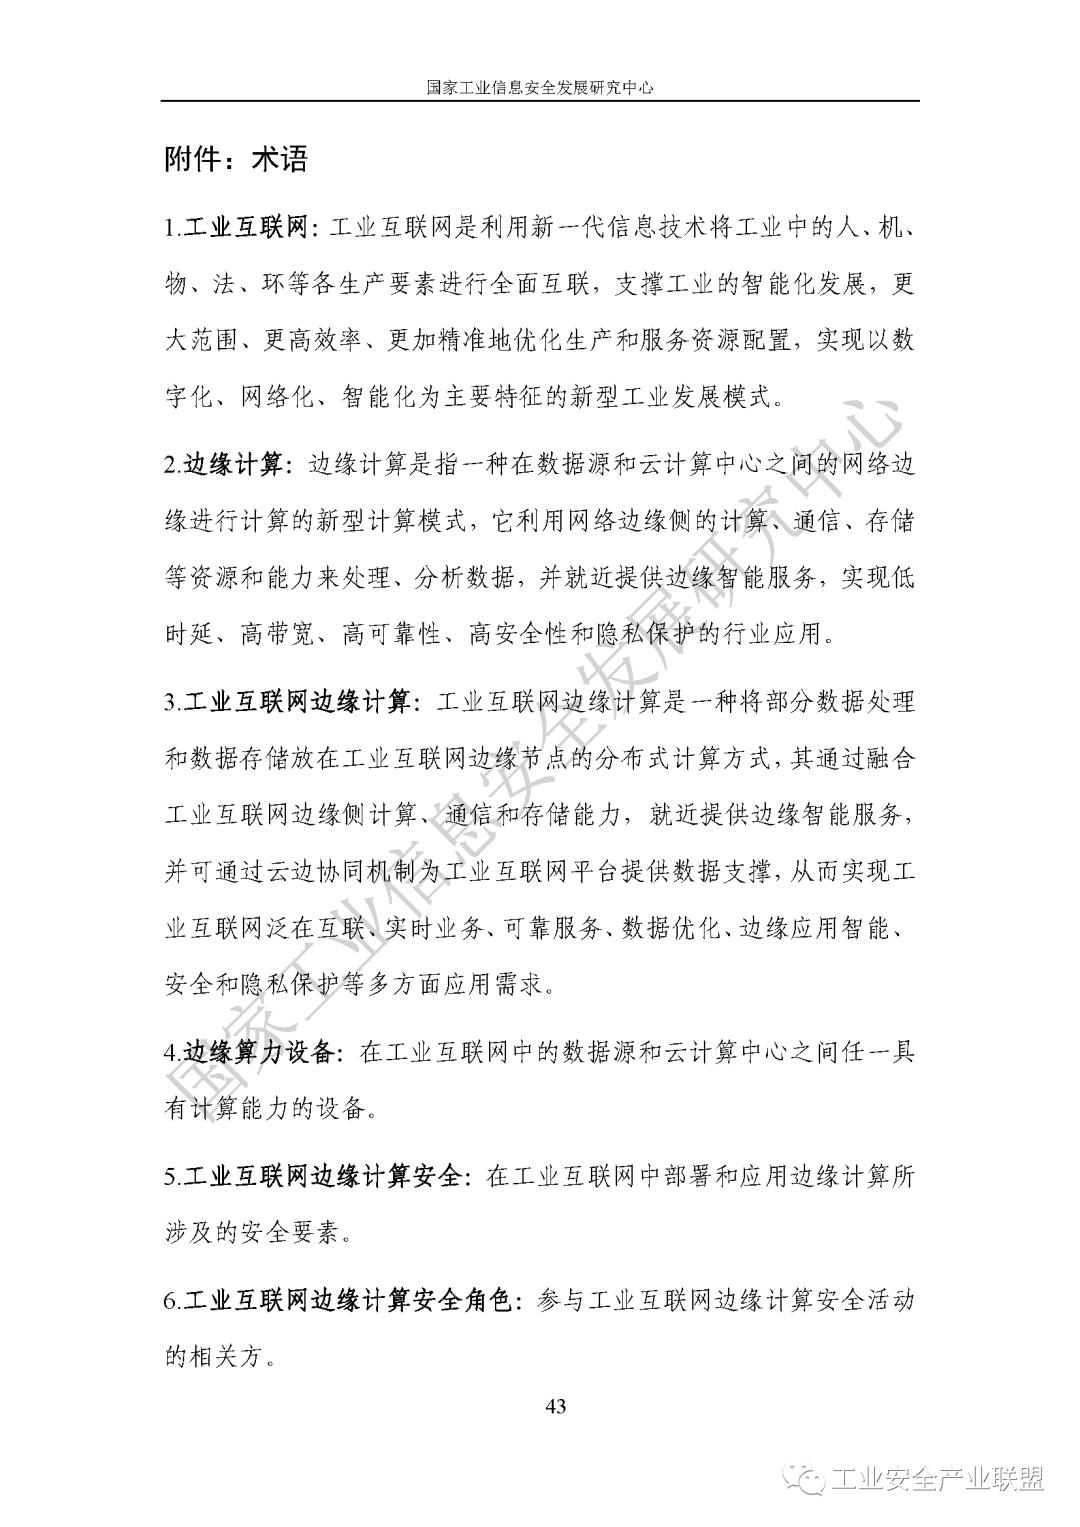 国家工业信息安全发展研究中心
附件：术语
1.工业互联网：工业互联网是利用新一代信息技术将工业中的人、机、
物、法、环等各生产要素进行全面互联，支撑工业的智能化发展，更
大范围、更高效率、更加精准地优化生产和服务资源配置，实现以数
字化、网络化、智能化为主要特征的新型工业发展模式。
2.边缘计算：边缘计算是指一种在数据源和云计算中心之间的网络边
缘进行计算的新型计算模式，它利用网络边缘侧的计算、通信、存储
等资源和能力来处理、分析数据，并就近提供边缘智能服务，实现低
时延、高带宽、高可靠性、高安全性和隐私保护的行业应用。
3.工业互联网边缘计算：工业互联网边缘计算是一种将部分数据处理
和数据存储放在工业互联网边缘节点的分布式计算方式，其通过融合
工业互联网边缘侧计算、通信和存储能力，就近提供边缘智能服务，
并可通过云边协同机制为工业互联网平台提供数据支撑，从而实现工
业互联网泛在互联、实时业务、可靠服务、数据优化、边缘应用智能、
安全和隐私保护等多方面应用需求。
4.边缘算力设备：在工业互联网中的数据源和云计算中心之间任一具
有计算能力的设备。
5.工业互联网边缘计算安全：在工业互联网中部署和应用边缘计算所
涉及的安全要素。
6.工业互联网边缘计算安全角色：参与工业互联网边缘计算安全活动
的相关方。
国家工业信息安全发展研究中心
43
工业安全产业联盟